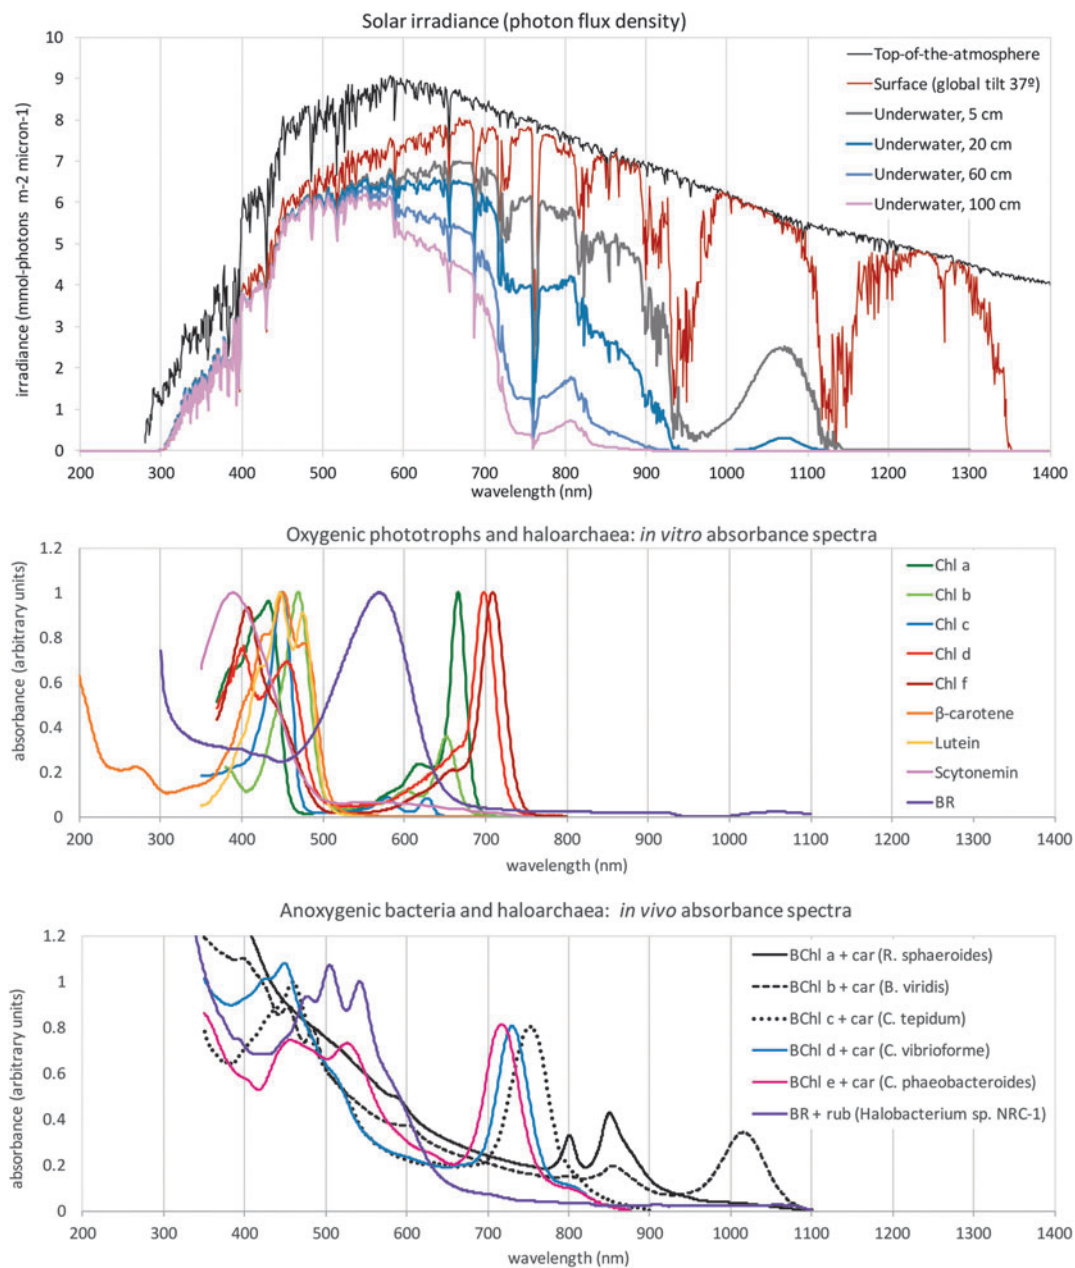 Solar irradiance (photon flux density)
10
9
8
7
6
5
4
3
2
1
0
irradiance (mmol-photons m-2 micron-1)
Top-of-the-atmosphere
Surface (global tilt 37º)
Underwater, 5 cm
Underwater, 20 cm
Underwater, 60 cm
Underwater, 100 cm
200 300 400 500 600 700 800 900 1000 1100 1200 1300 1400
wavelength (nm)
Oxygenic phototrophs and haloarchaea: in vitro absorbance spectra
1.2
1
0.8
0.6
0.4
0.2
0
absorbance (arbitrary units)
Chl a
Chl b
Chl c
Chl d
Chl f
β-carotene
Lutein
Scytonemin
BR
200 300 400 500 600 700 800 900 1000 1100 1200 1300 1400
wavelength (nm)
Anoxygenic bacteria and haloarchaea: in vivo absorbance spectra
1.2
1
0.8
0.6
0.4
0.2
0
absorbance (arbitrary units)
BChl a + car (R. sphaeroides)
BChl b + car (B. viridis)
BChl c + car (C. tepidum)
BChl d + car (C. vibrioforme)
BChl e + car (C. phaeobacteroides)
BR + rub (Halobacterium sp. NRC-1)
200 300 400 500 600 700 800 900 1000 1100 1200 1300 1400
wavelength (nm)